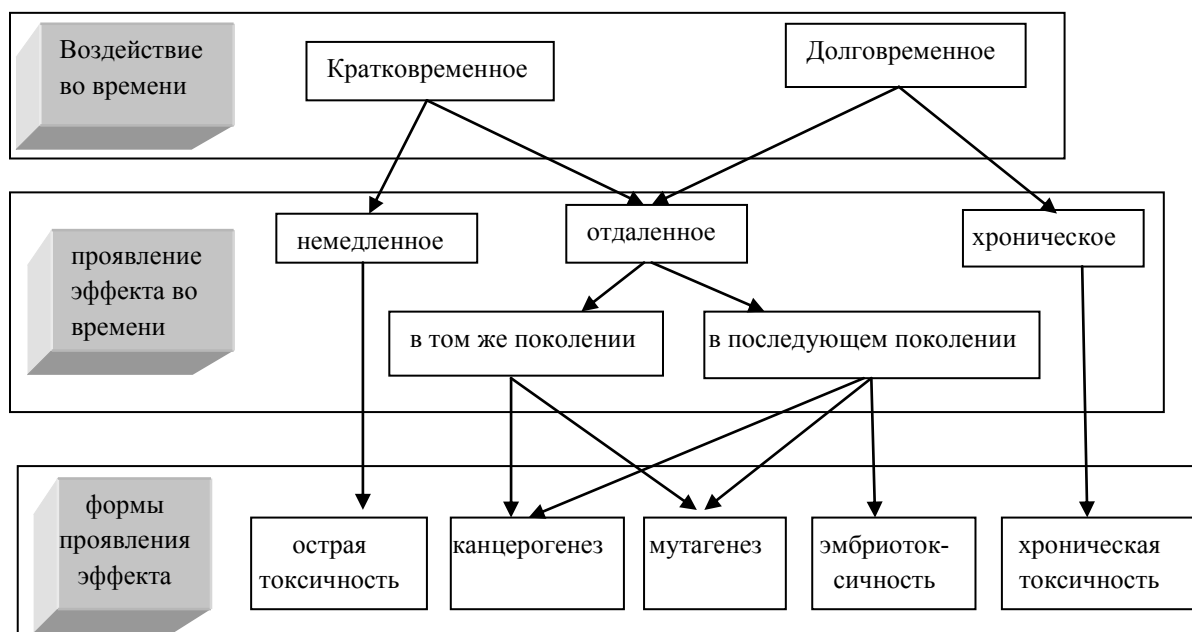 Воздействие
во времени
Кратковременное
Долговременное
проявление
эффекта во
времени
немедленное
отдаленное
хроническое
в том же поколении
в последующем поколении
формы
проявления
эффекта
острая
токсичность
канцерогенез
мутагенез
эмбриоток-
сичность
хроническая
токсичность